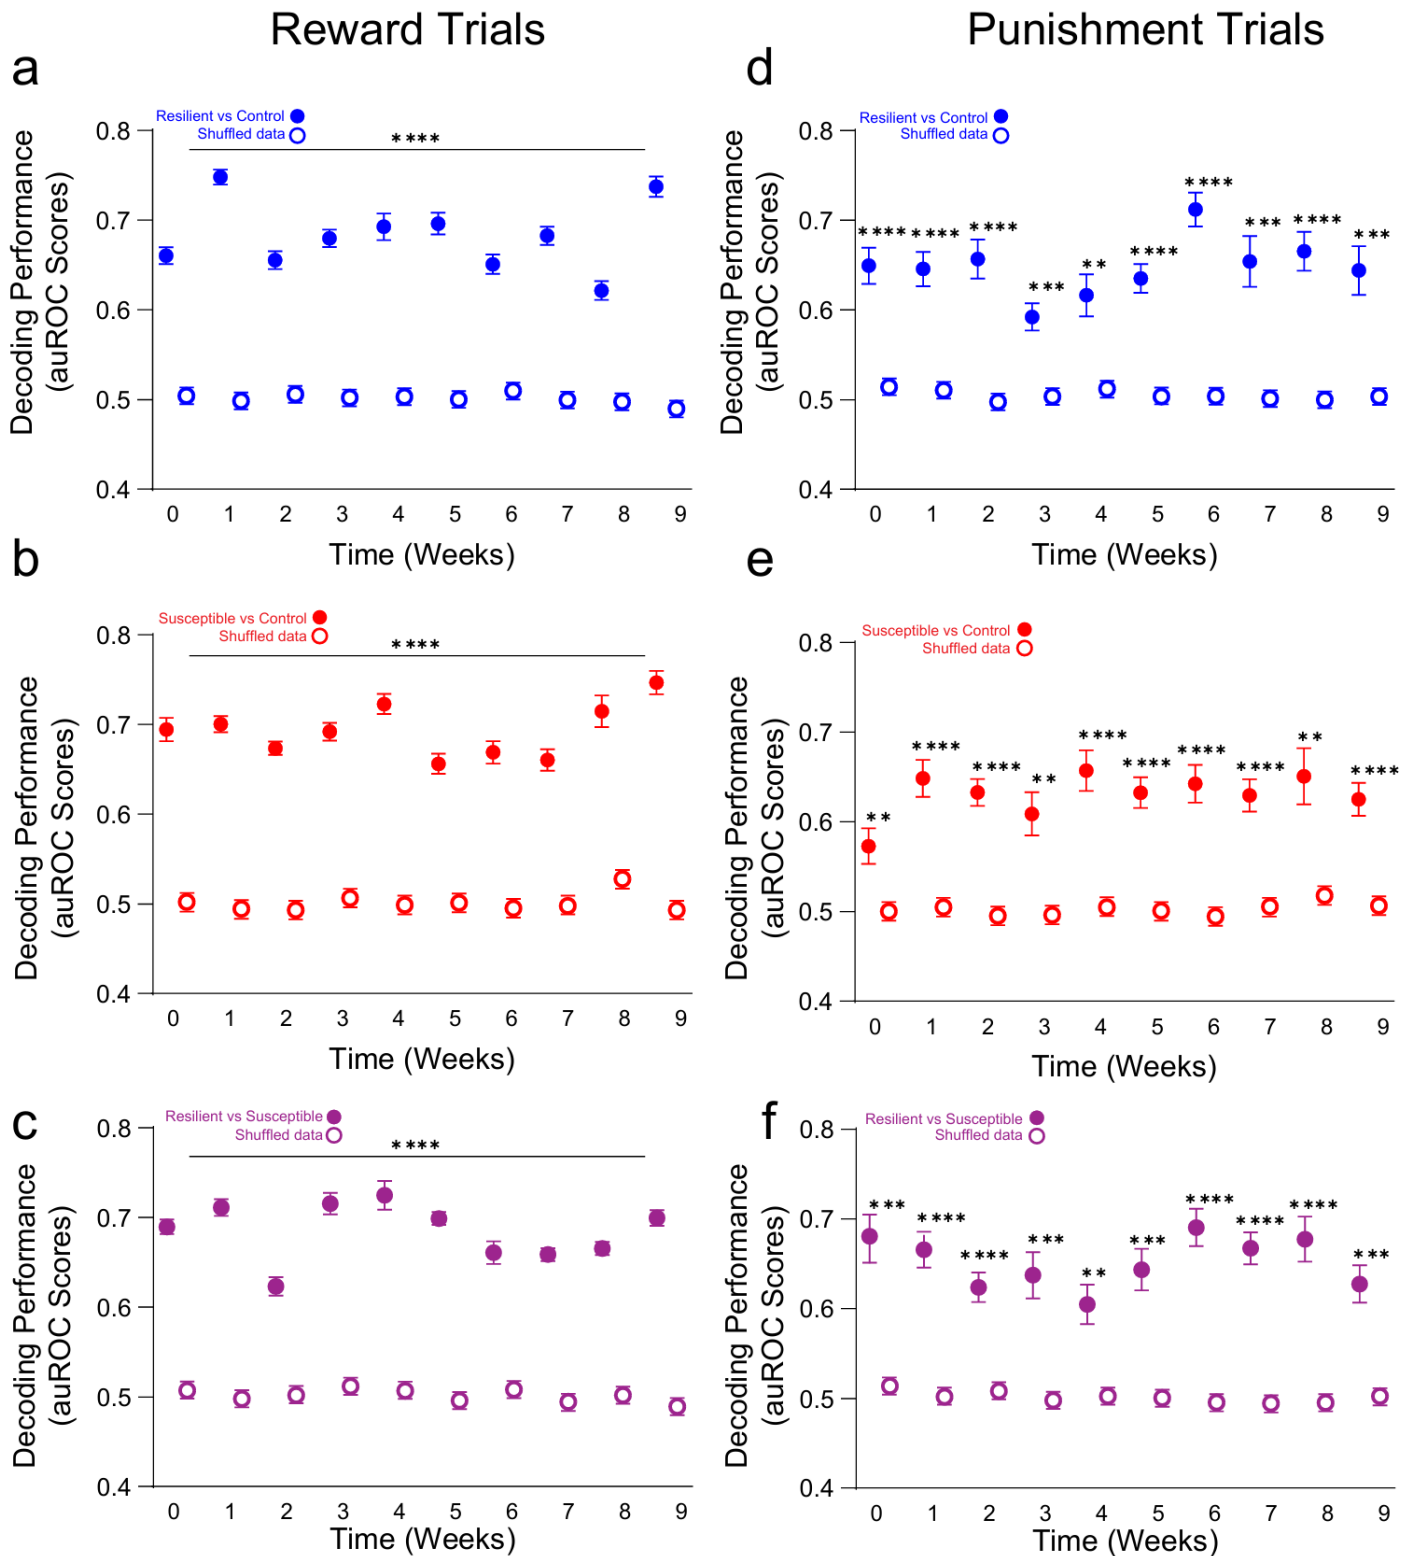 Reward Trials
Punishment Trials
a
Resilient vs Control
Shuffled data
****
Decoding Performance
(auROC Scores)
0.8
0.7
0.6
0.5
0.4
0 1 2 3 4 5 6 7 8 9
Time (Weeks)
d
Resilient vs Control
Shuffled data
**** **** **** *** ** **** **** *** **** ***
Decoding Performance
(auROC Scores)
0.8
0.7
0.6
0.5
0.4
0 1 2 3 4 5 6 7 8 9
Time (Weeks)
b
Susceptible vs Control
Shuffled data
****
Decoding Performance
(auROC Scores)
0.8
0.7
0.6
0.5
0.4
0 1 2 3 4 5 6 7 8 9
Time (Weeks)
e
Susceptible vs Control
Shuffled data
** **** **** ** **** **** **** **** ** ****
Decoding Performance
(auROC Scores)
0.8
0.7
0.6
0.5
0.4
0 1 2 3 4 5 6 7 8 9
Time (Weeks)
c
Resilient vs Susceptible
Shuffled data
****
Decoding Performance
(auROC Scores)
0.8
0.7
0.6
0.5
0.4
0 1 2 3 4 5 6 7 8 9
Time (Weeks)
f
Resilient vs Susceptible
Shuffled data
*** **** **** *** ** *** **** **** **** ***
Decoding Performance
(auROC Scores)
0.8
0.7
0.6
0.5
0.4
0 1 2 3 4 5 6 7 8 9
Time (Weeks)